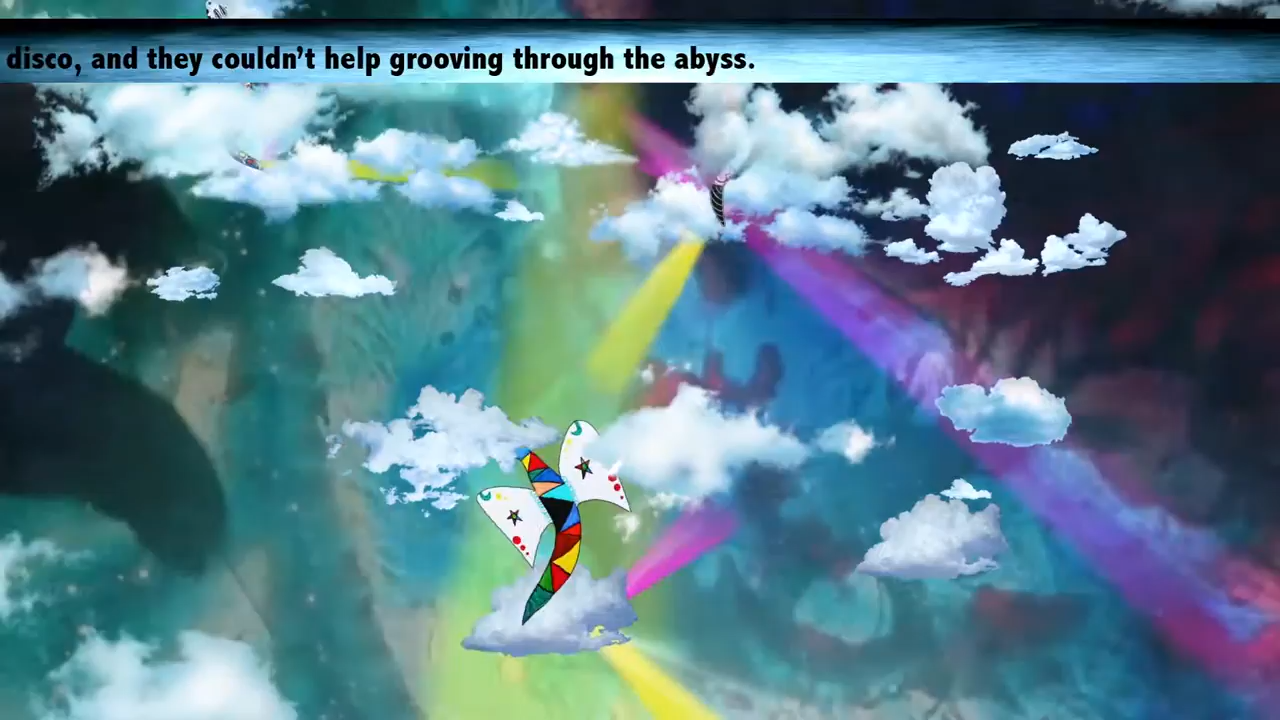 disco, and they couldn’t help grooving through the abyss.